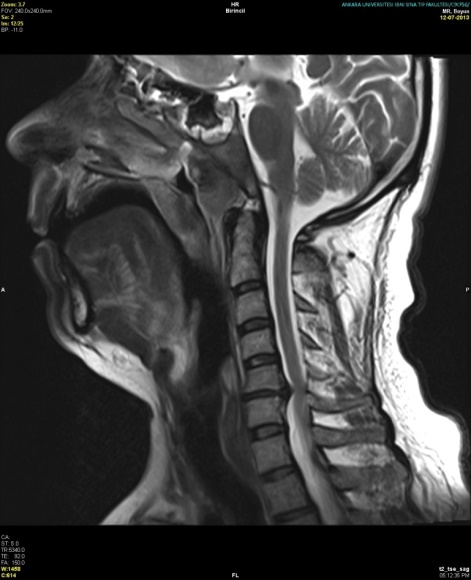 Zoom: 3.7
FOV: 240.0x240.0mm
Se: 2
Im: 12/25
BP: -11.0
HR
Birincil
ANKARA UNIVERSITESI IBNI SINA TIP FAKULTESI/C9CF56/
MR, Boyun
12-07-2013
A
P
CA:
ST: 5.0
TR:5340.0
TE: 92.0
FA: 150.0
W:1458
C:614
FL
t2_tse_sag
05:12:35 PM